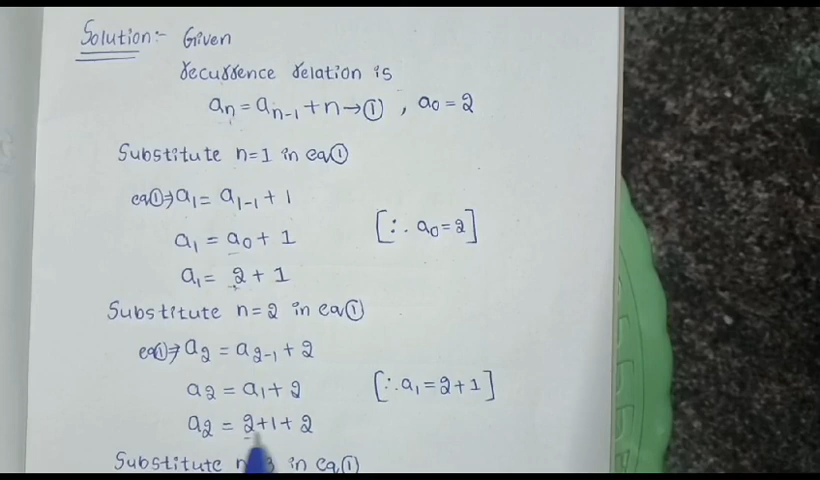 Solution:- Given
recurrence relation is
aₙ = aₙ₋₁ + n → ① , a₀ = 2
Substitute n=1 in eq①
eq① ⇒ a₁ = a₁₋₁ + 1
a₁ = a₀ + 1 [∵ a₀ = 2]
a₁ = 2 + 1
Substitute n=2 in eq①
eq① ⇒ a₂ = a₂₋₁ + 2
a₂ = a₁ + 2 [∵ a₁ = 2+1]
a₂ = 2+1+2
Substitute n 3 in eq①